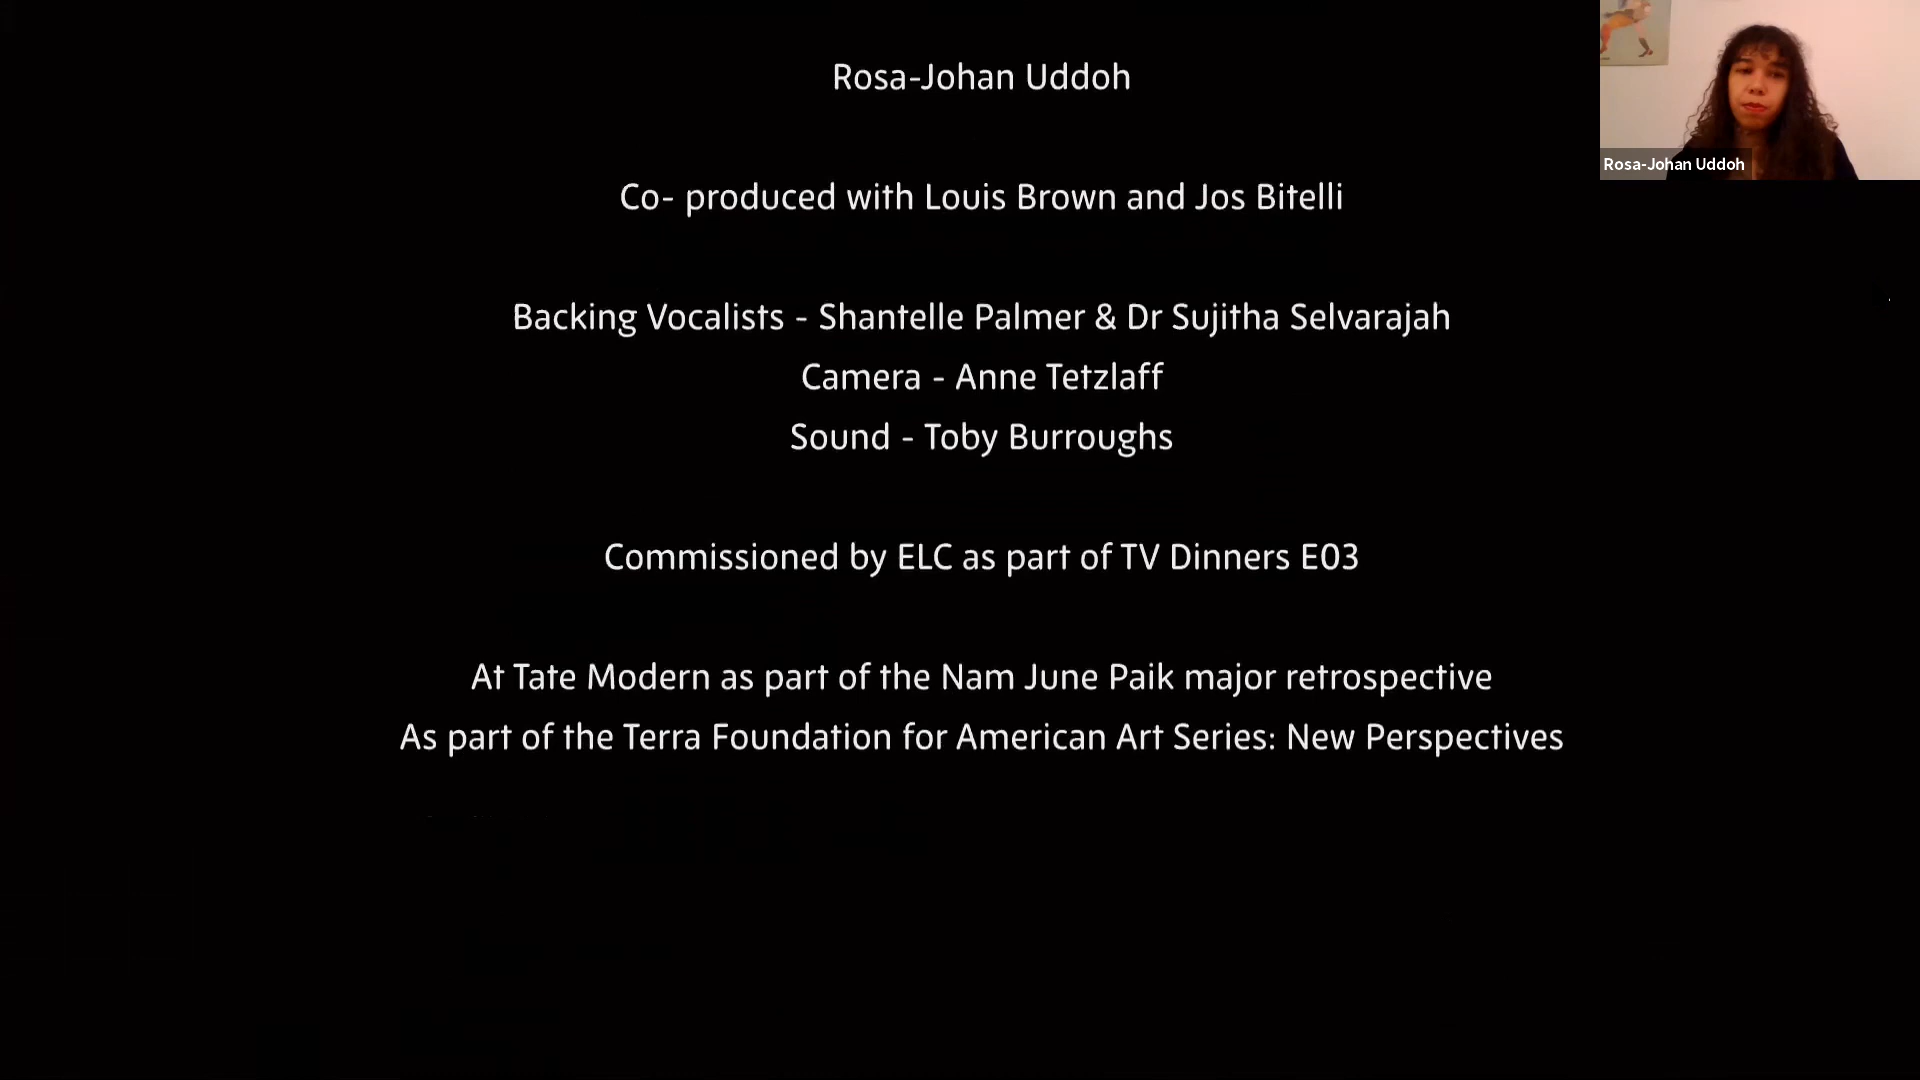 Rosa-Johan Uddoh
Rosa-Johan Uddoh
Co- produced with Louis Brown and Jos Bitelli
Backing Vocalists - Shantelle Palmer & Dr Sujitha Selvarajah
Camera - Anne Tetzlaff
Sound - Toby Burroughs
Commissioned by ELC as part of TV Dinners E03
At Tate Modern as part of the Nam June Paik major retrospective
As part of the Terra Foundation for American Art Series: New Perspectives